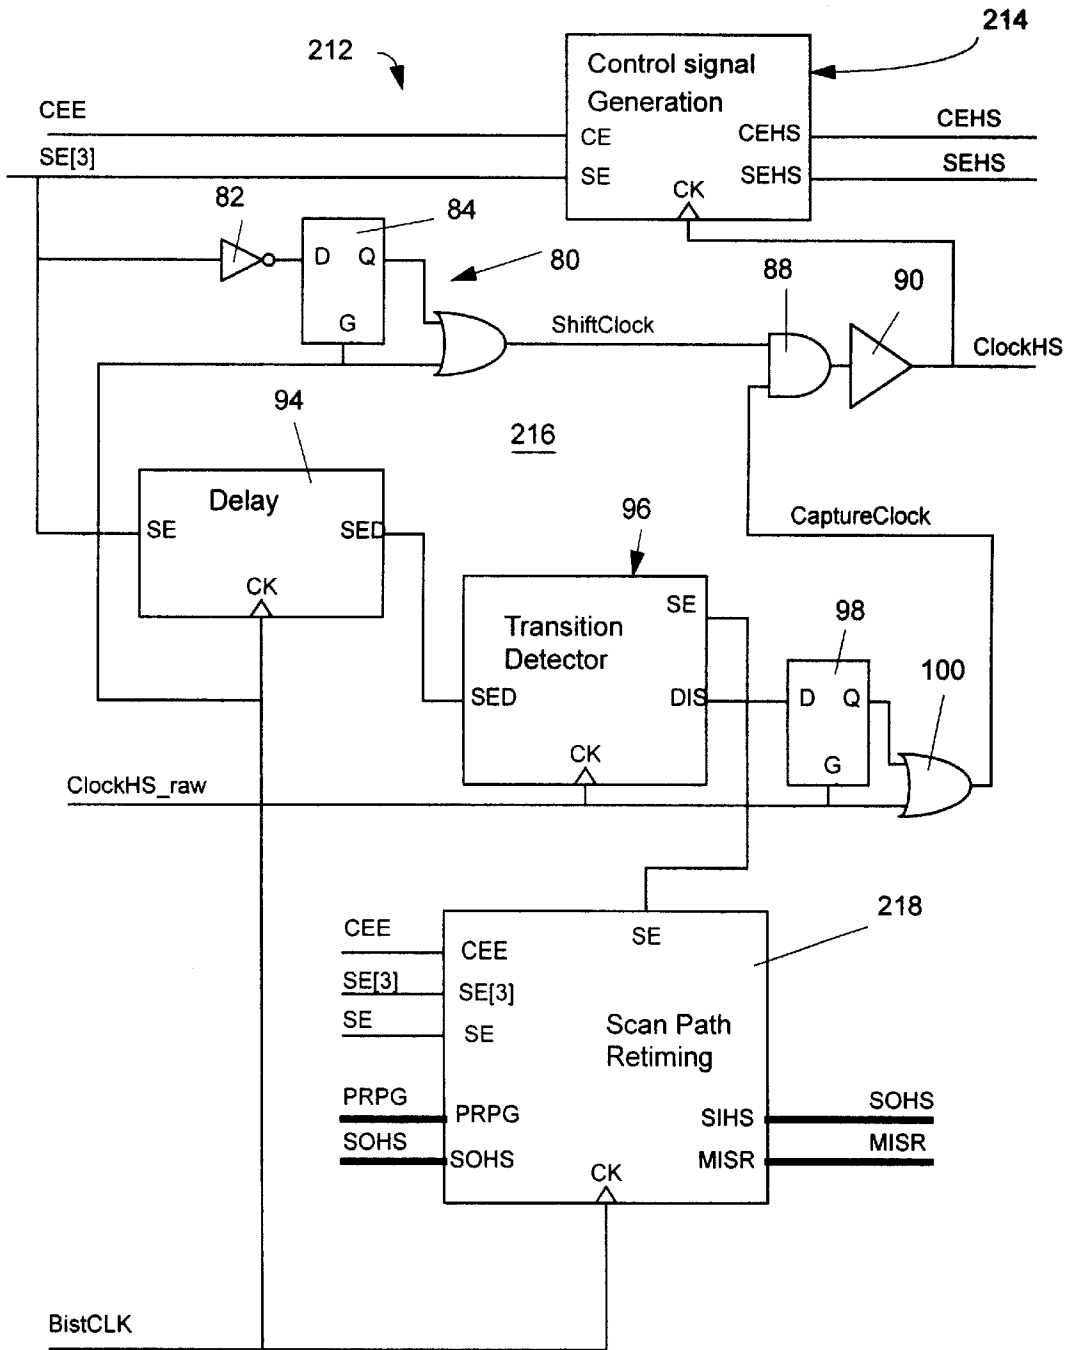 212
214
Control signal
Generation
CEE
CE
CEHS
CEHS
SE[3]
SE
SEHS
SEHS
CK
82
84
80
88
90
D
Q
G
ShiftClock
ClockHS
94
216
Delay
SE
SED
CK
96
CaptureClock
SE
Transition
Detector
SED
DIS
CK
98
D
Q
G
100
ClockHS_raw
218
SE
CEE
CEE
SE[3]
SE[3]
SE
SE
Scan Path
Retiming
PRPG
PRPG
SIHS
SOHS
SOHS
SOHS
MISR
MISR
CK
BistCLK